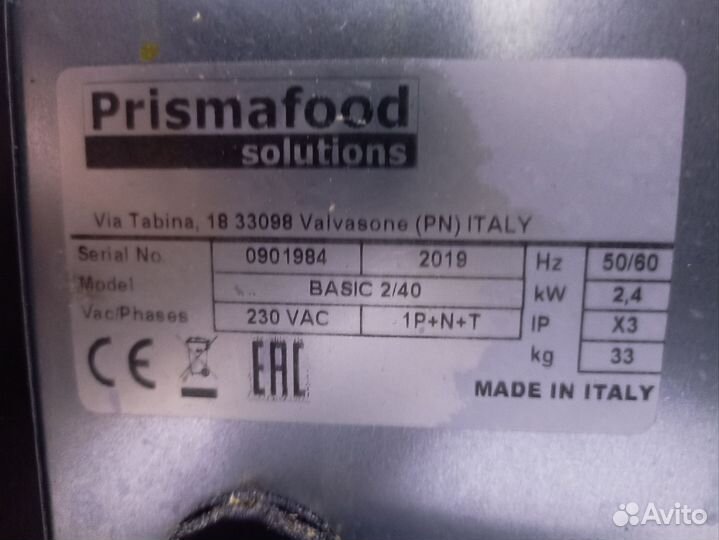 Prismafood
solutions
Via Tabina, 18 33098 Valvasone (PN) ITALY
Serial No. 0901984 2019 Hz 50/60
Model BASIC 2/40 kW 2,4
Vac/Phases 230 VAC 1P+N+T IP X3
kg 33
CE EAC
MADE IN ITALY
Avito